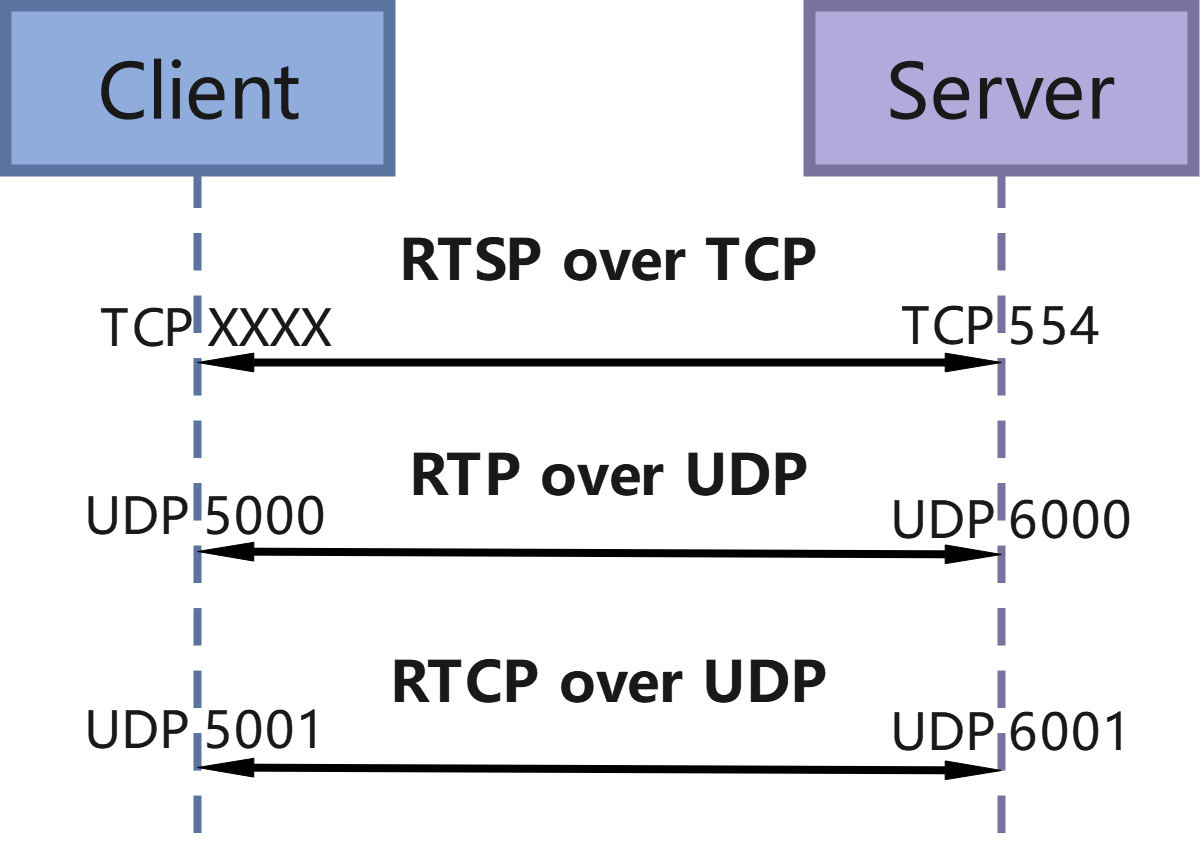 Client
Server
RTSP over TCP
TCP XXXX
TCP 554
RTP over UDP
UDP 5000
UDP 6000
RTCP over UDP
UDP 5001
UDP 6001